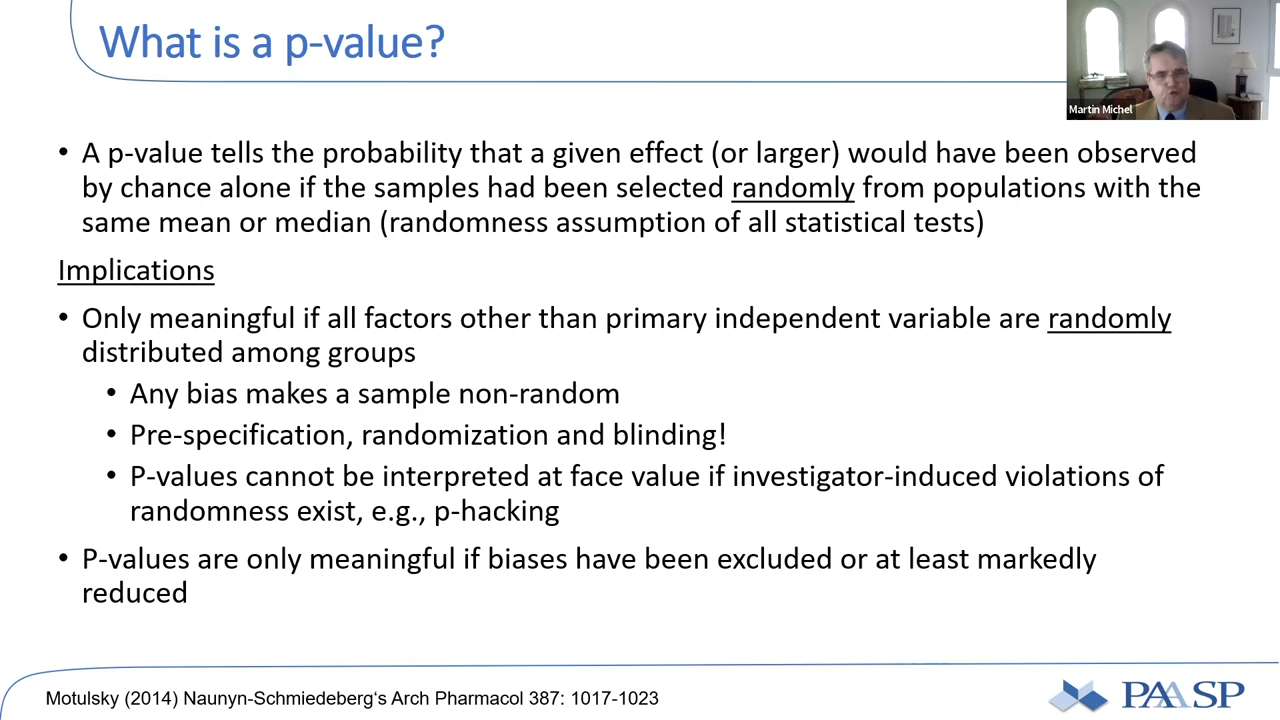 What is a p-value?
Martin Michel
• A p-value tells the probability that a given effect (or larger) would have been observed
by chance alone if the samples had been selected randomly from populations with the
same mean or median (randomness assumption of all statistical tests)
Implications
• Only meaningful if all factors other than primary independent variable are randomly
distributed among groups
• Any bias makes a sample non-random
• Pre-specification, randomization and blinding!
• P-values cannot be interpreted at face value if investigator-induced violations of
randomness exist, e.g., p-hacking
• P-values are only meaningful if biases have been excluded or at least markedly
reduced
Motulsky (2014) Naunyn-Schmiedeberg‘s Arch Pharmacol 387: 1017-1023
PAASP